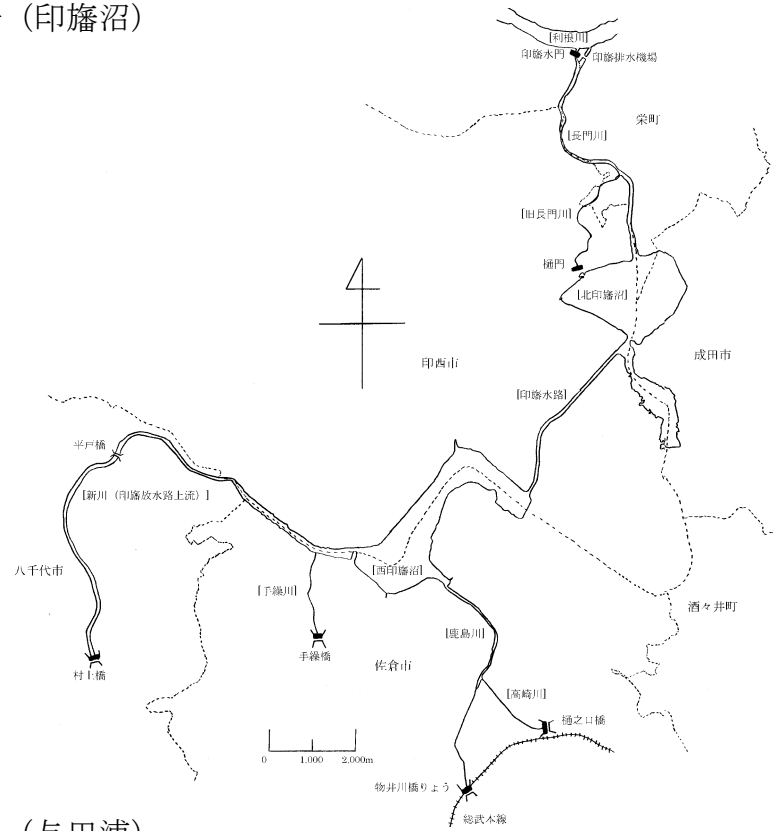 (印旛沼)
[利根川]
印旛水門
印旛排水機場
栄町
[長門川]
[旧長門川]
樋門
[北印旛沼]
成田市
印西市
[印旛水路]
平戸橋
[新川(印旛放水路上流)]
八千代市
[西印旛沼]
[手繰川]
酒々井町
[鹿島川]
手繰橋
佐倉市
村上橋
[高崎川]
樋之口橋
0 1,000 2,000m
物井川橋りょう
総武本線